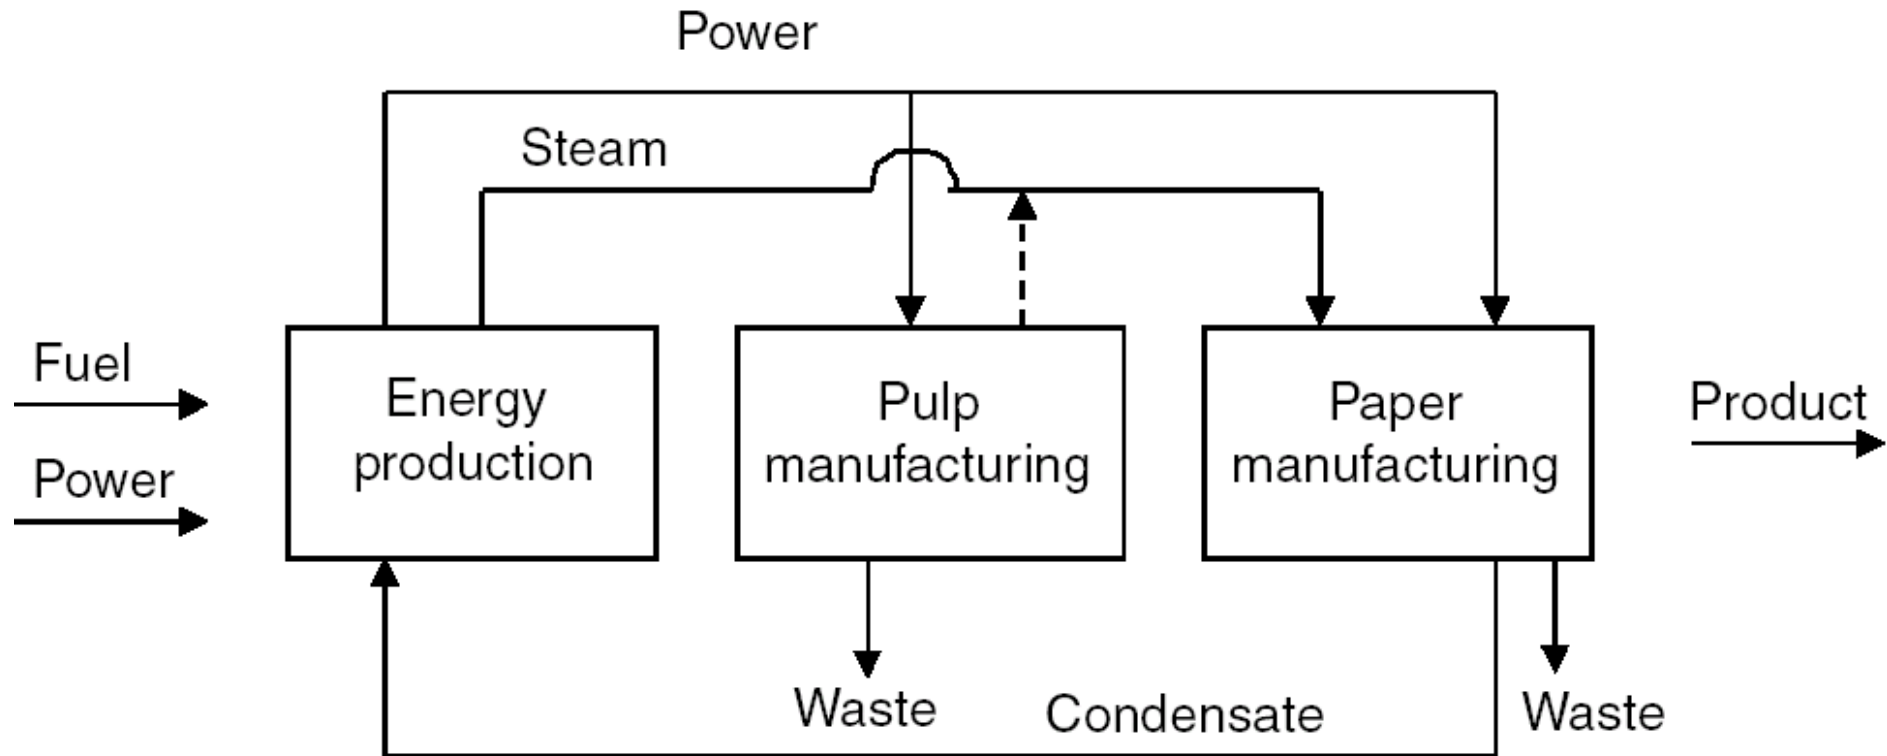 Power
Steam
Fuel
Power
Energy
production
Pulp
manufacturing
Paper
manufacturing
Product
Waste
Condensate
Waste